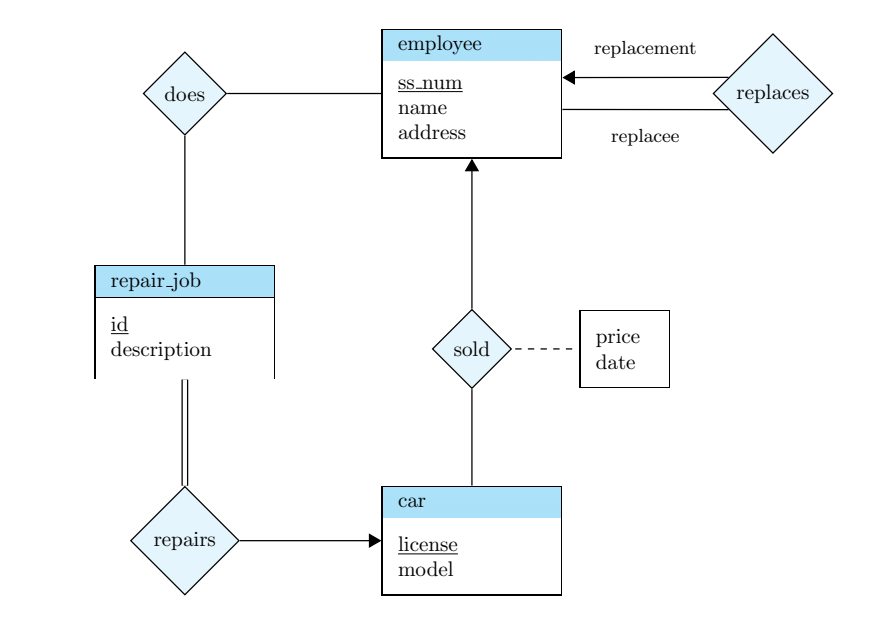 employee
ss_num
name
address
does
replacement
replaces
replacee
repair_job
id
description
sold
price
date
repairs
car
license
model